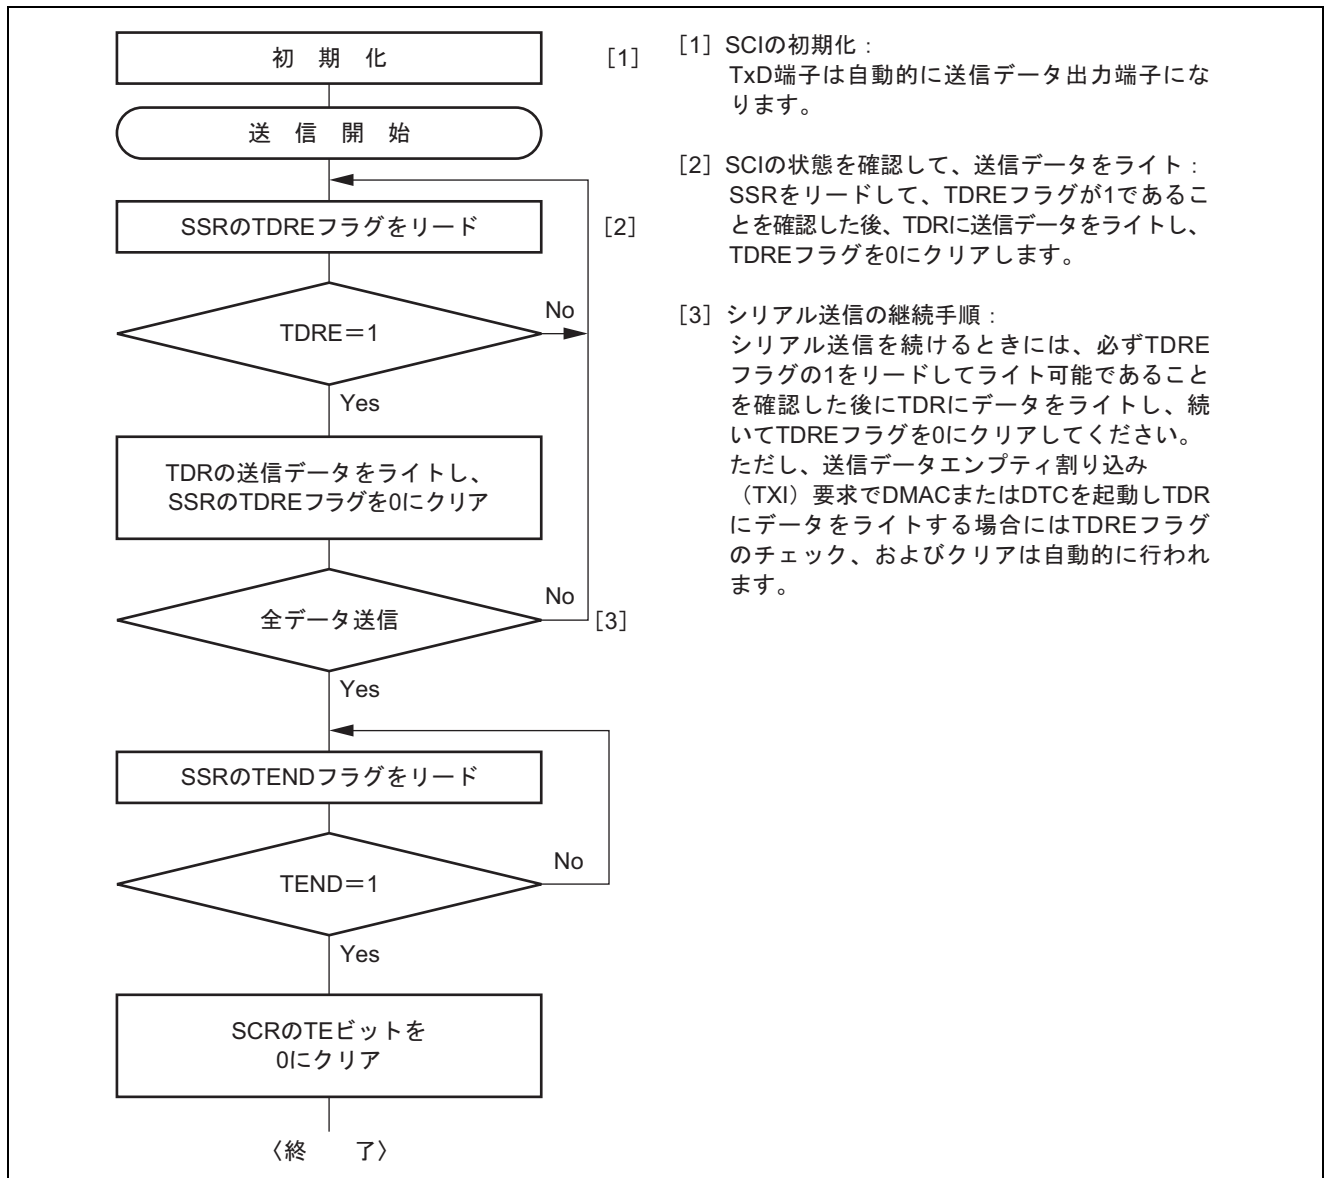 初 期 化
[1]
送 信 開 始
SSRのTDREフラグをリード
[2]
TDRE=1
No
Yes
TDRの送信データをライトし、
SSRのTDREフラグを0にクリア
全データ送信
No
[3]
Yes
SSRのTENDフラグをリード
TEND=1
No
Yes
SCRのTEビットを
0にクリア
〈終 了〉
[1] SCIの初期化：
TxD端子は自動的に送信データ出力端子にな
ります。
[2] SCIの状態を確認して、送信データをライト：
SSRをリードして、TDREフラグが1であるこ
とを確認した後、TDRに送信データをライトし、
TDREフラグを0にクリアします。
[3] シリアル送信の継続手順：
シリアル送信を続けるときには、必ずTDRE
フラグの1をリードしてライト可能であること
を確認した後にTDRにデータをライトし、続
いてTDREフラグを0にクリアしてください。
ただし、送信データエンプティ割り込み
（TXI）要求でDMACまたはDTCを起動しTDR
にデータをライトする場合にはTDREフラグ
のチェック、およびクリアは自動的に行われ
ます。